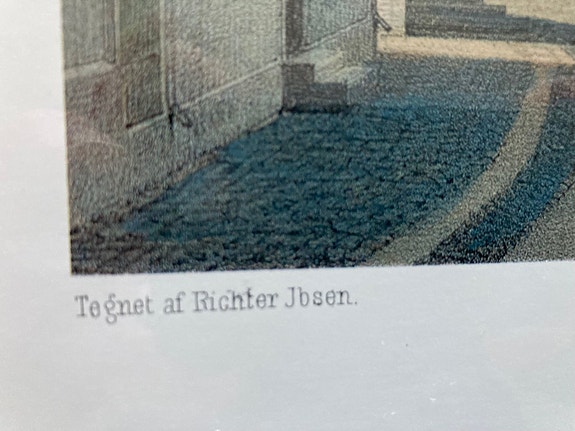 Tegnet af Richter Jbsen.